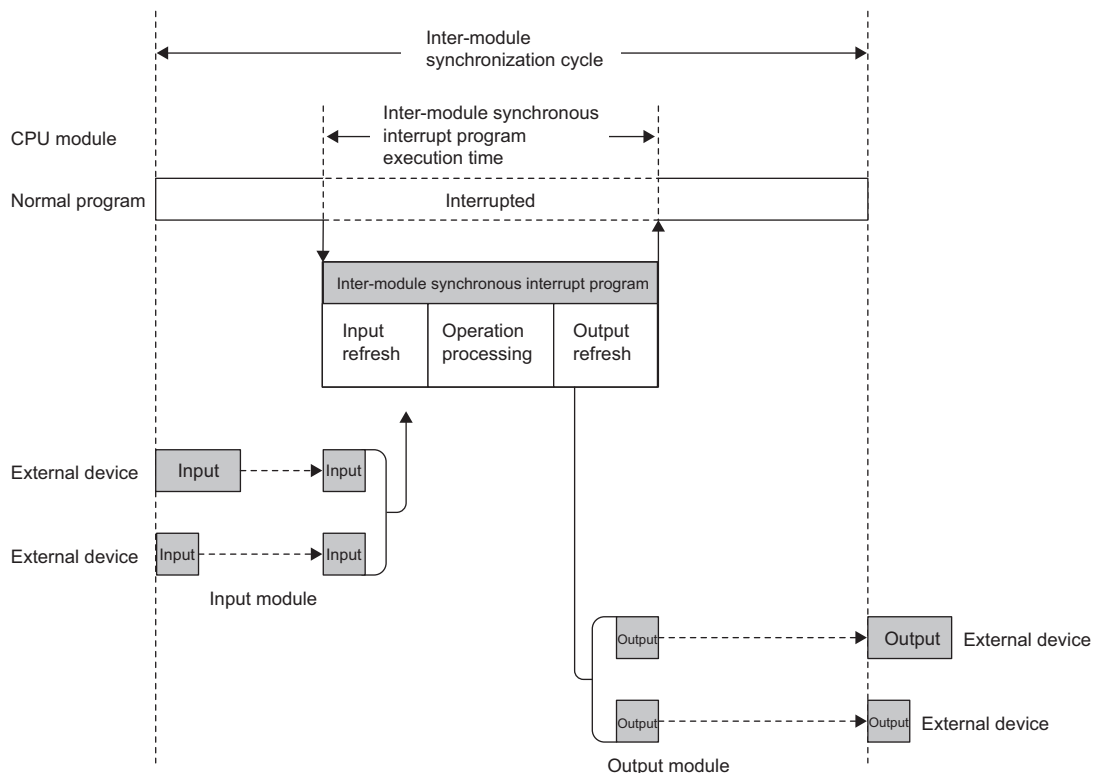 Inter-module
synchronization cycle
Inter-module synchronous
interrupt program
execution time
CPU module
Normal program
Interrupted
Inter-module synchronous interrupt program
Input
refresh
Operation
processing
Output
refresh
External device
Input
Input
External device
Input
Input
Input module
Output
Output
External device
Output
Output
External device
Output module